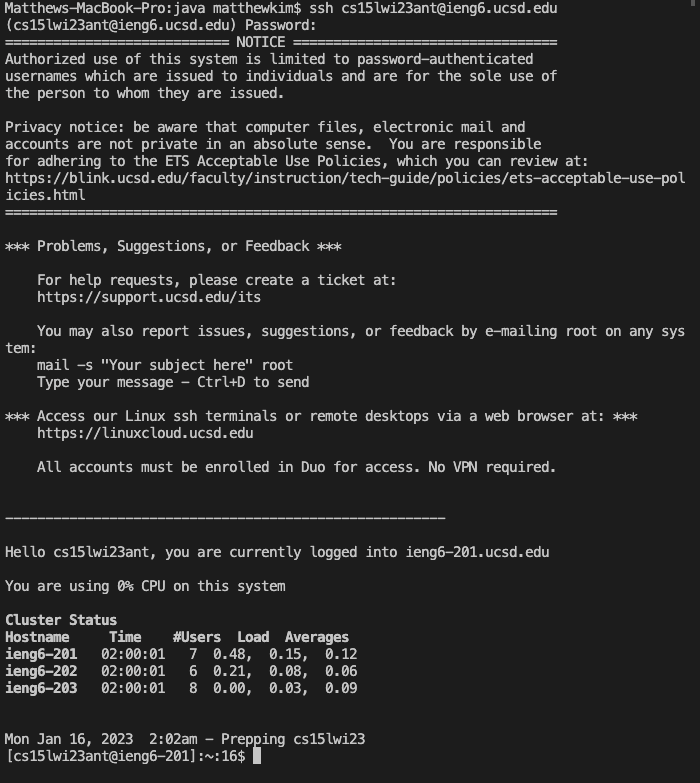 Matthews-MacBook-Pro:java matthewkim$ ssh cs15lwi23ant@ieng6.ucsd.edu
(cs15lwi23ant@ieng6.ucsd.edu) Password:
============================ NOTICE =================================
Authorized use of this system is limited to password-authenticated
usernames which are issued to individuals and are for the sole use of
the person to whom they are issued.

Privacy notice: be aware that computer files, electronic mail and
accounts are not private in an absolute sense.  You are responsible
for adhering to the ETS Acceptable Use Policies, which you can review at:
https://blink.ucsd.edu/faculty/instruction/tech-guide/policies/ets-acceptable-use-pol
icies.html
=====================================================================

*** Problems, Suggestions, or Feedback ***

    For help requests, please create a ticket at:
    https://support.ucsd.edu/its

    You may also report issues, suggestions, or feedback by e-mailing root on any sys
tem:
    mail -s "Your subject here" root
    Type your message - Ctrl+D to send

*** Access our Linux ssh terminals or remote desktops via a web browser at: ***
    https://linuxcloud.ucsd.edu

    All accounts must be enrolled in Duo for access. No VPN required.


-------------------------------------------------------

Hello cs15lwi23ant, you are currently logged into ieng6-201.ucsd.edu

You are using 0% CPU on this system

Cluster Status
Hostname     Time    #Users  Load  Averages
ieng6-201   02:00:01   7  0.48,  0.15,  0.12
ieng6-202   02:00:01   6  0.21,  0.08,  0.06
ieng6-203   02:00:01   8  0.00,  0.03,  0.09


Mon Jan 16, 2023  2:02am - Prepping cs15lwi23
[cs15lwi23ant@ieng6-201]:~:16$